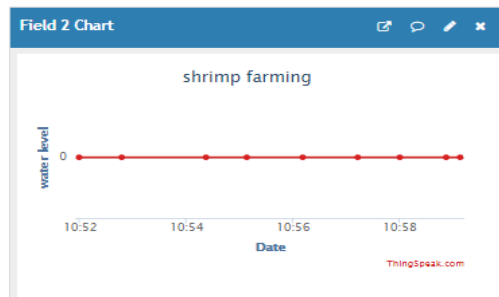 Field 2 Chart
shrimp farming
water level
0
10:52 10:54 10:56 10:58
Date
ThingSpeak.com